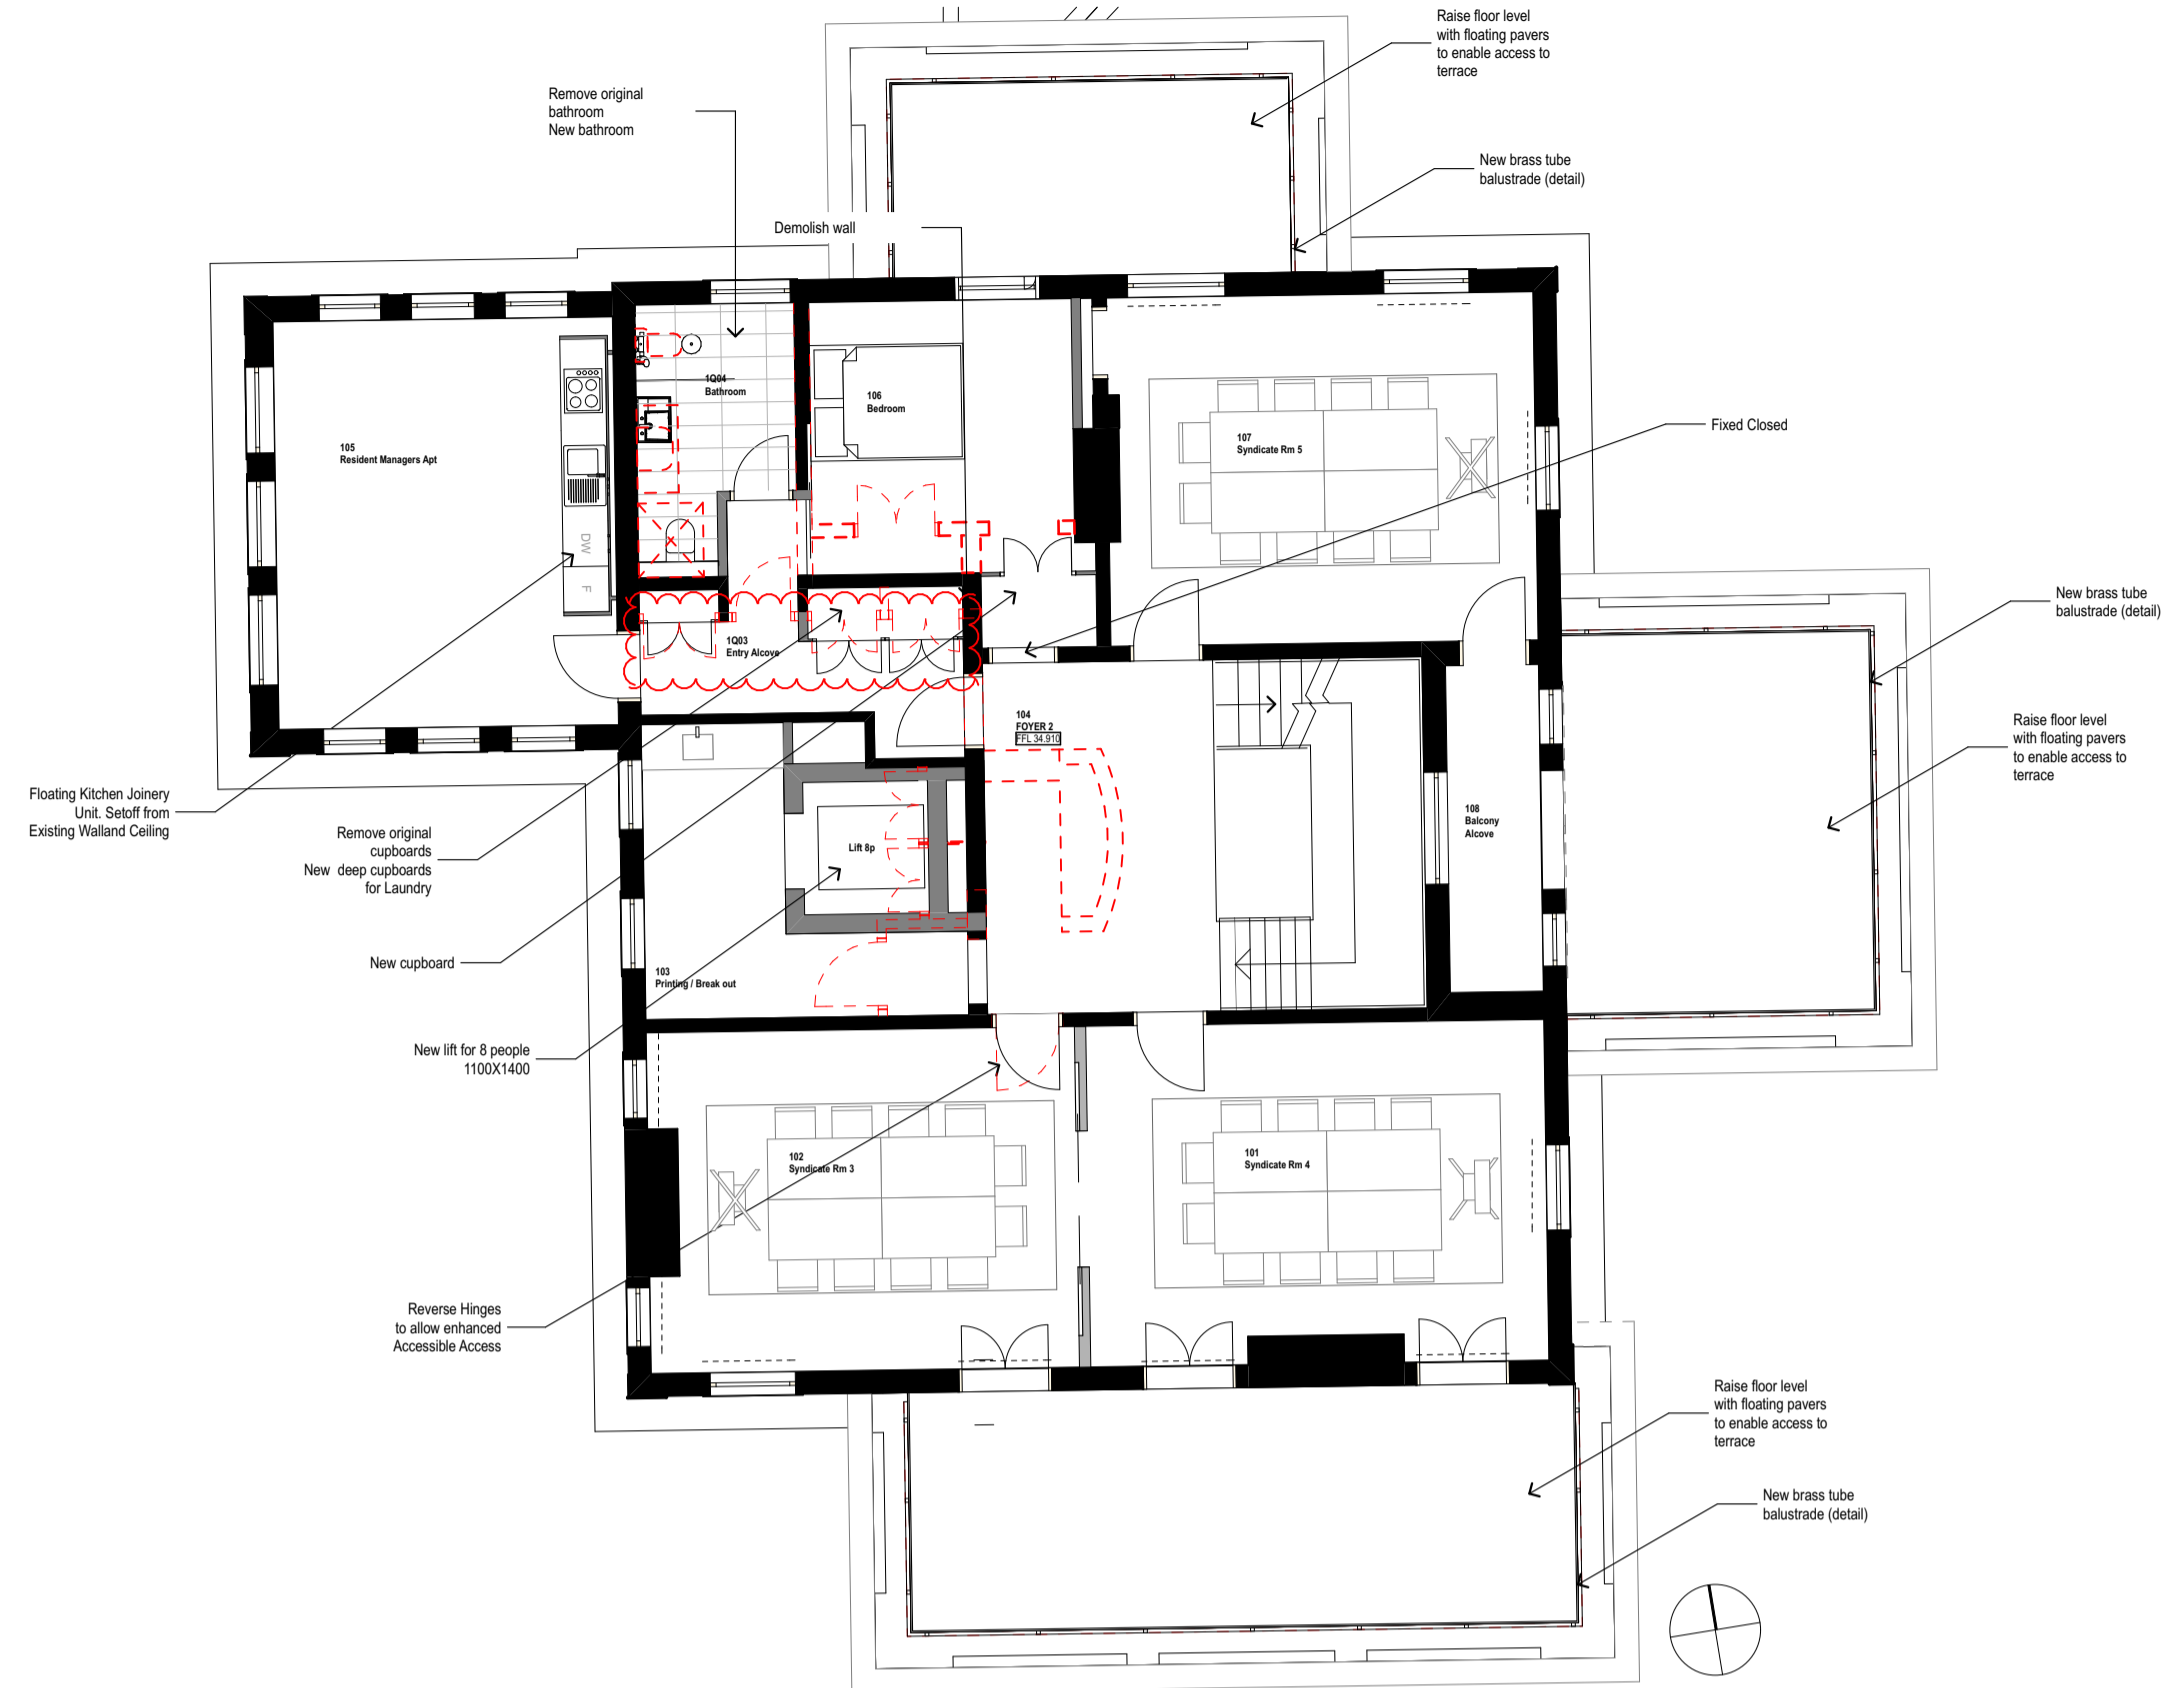 Raise floor level
with floating pavers
to enable access to
terrace
Remove original
bathroom
New bathroom
New brass tube
balustrade (detail)
Demolish wall
1Q04
Bathroom
106
Bedroom
107
Syndicate Rm 5
Fixed Closed
105
Resident Managers Apt
DW
F
New brass tube
balustrade (detail)
1Q03
Entry Alcove
104
FOYER 2
FFL 34.910
Raise floor level
with floating pavers
to enable access to
terrace
Floating Kitchen Joinery
Unit. Setoff from
Existing Walland Ceiling
Remove original
cupboards
New deep cupboards
for Laundry
Lift 8p
108
Balcony
Alcove
New cupboard
103
Printing / Break out
New lift for 8 people
1100X1400
102
Syndicate Rm 3
101
Syndicate Rm 4
Reverse Hinges
to allow enhanced
Accessible Access
Raise floor level
with floating pavers
to enable access to
terrace
New brass tube
balustrade (detail)